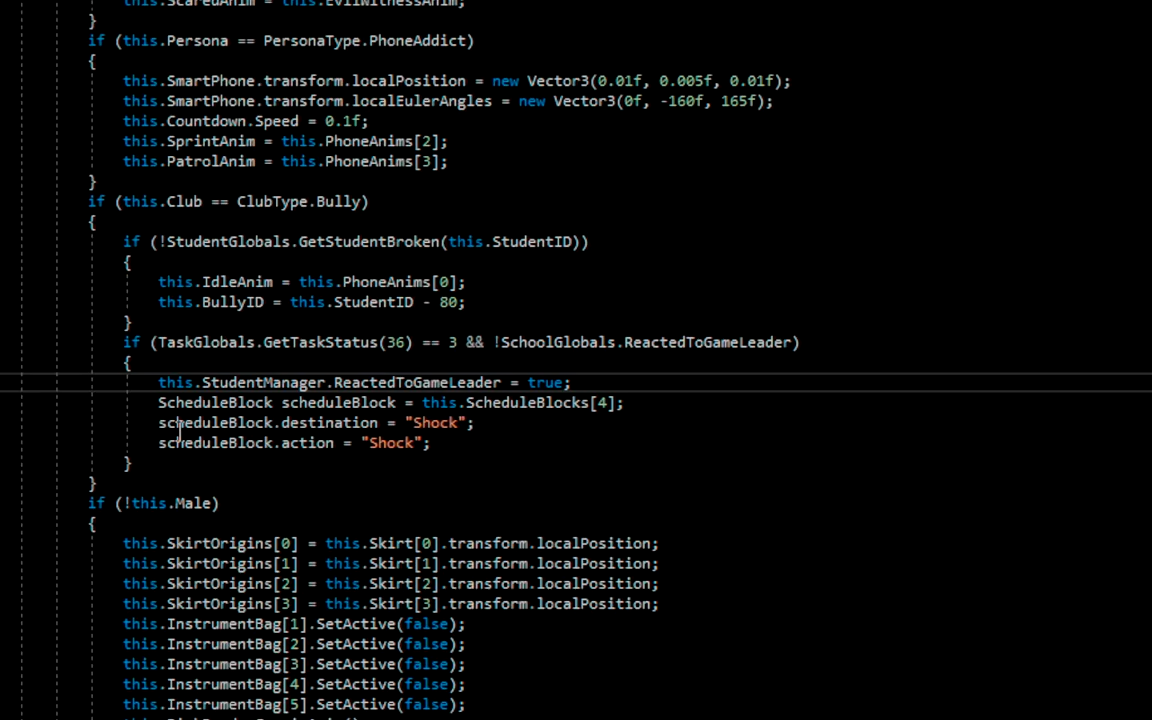 this.ScaredAnim = this.EvilWitnessAnim;
}
if (this.Persona == PersonaType.PhoneAddict)
{
this.SmartPhone.transform.localPosition = new Vector3(0.01f, 0.005f, 0.01f);
this.SmartPhone.transform.localEulerAngles = new Vector3(0f, -160f, 165f);
this.Countdown.Speed = 0.1f;
this.SprintAnim = this.PhoneAnims[2];
this.PatrolAnim = this.PhoneAnims[3];
}
if (this.Club == ClubType.Bully)
{
if (!StudentGlobals.GetStudentBroken(this.StudentID))
{
this.IdleAnim = this.PhoneAnims[0];
this.BullyID = this.StudentID - 80;
}
if (TaskGlobals.GetTaskStatus(36) == 3 && !SchoolGlobals.ReactedToGameLeader)
{
this.StudentManager.ReactedToGameLeader = true;
ScheduleBlock scheduleBlock = this.ScheduleBlocks[4];
scheduleBlock.destination = "Shock";
scheduleBlock.action = "Shock";
}
}
if (!this.Male)
{
this.SkirtOrigins[0] = this.Skirt[0].transform.localPosition;
this.SkirtOrigins[1] = this.Skirt[1].transform.localPosition;
this.SkirtOrigins[2] = this.Skirt[2].transform.localPosition;
this.SkirtOrigins[3] = this.Skirt[3].transform.localPosition;
this.InstrumentBag[1].SetActive(false);
this.InstrumentBag[2].SetActive(false);
this.InstrumentBag[3].SetActive(false);
this.InstrumentBag[4].SetActive(false);
this.InstrumentBag[5].SetActive(false);